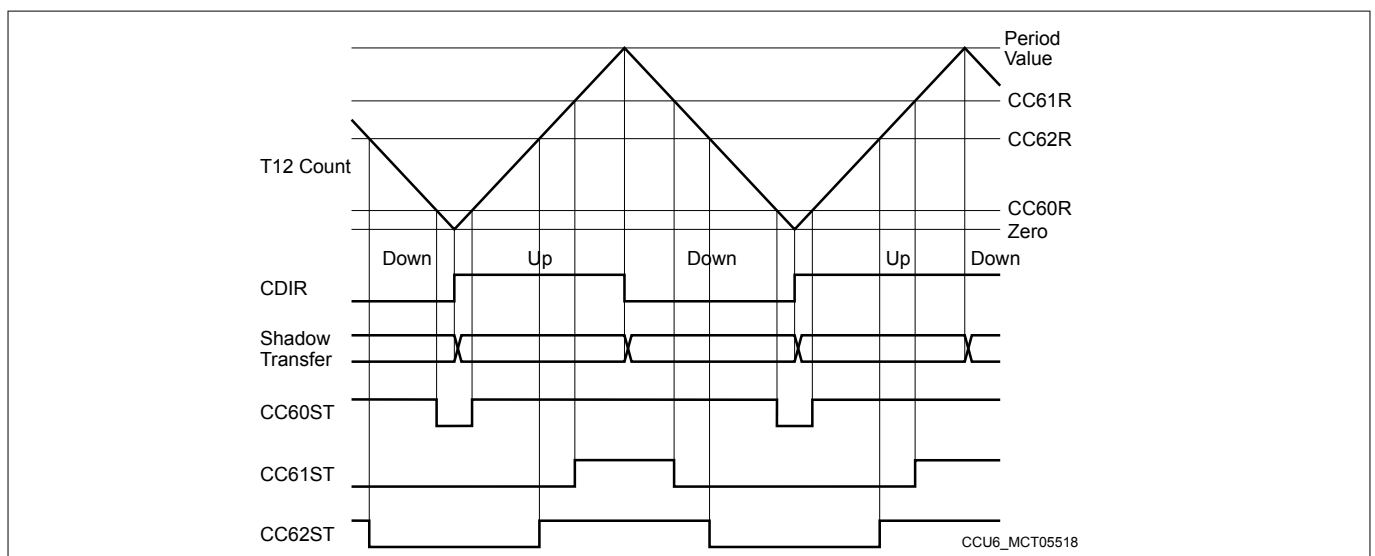 Period
Value
CC61R
CC62R
T12 Count
CC60R
Zero
Down Up Down Up Down
CDIR
Shadow
Transfer
CC60ST
CC61ST
CC62ST
CCU6_MCT05518